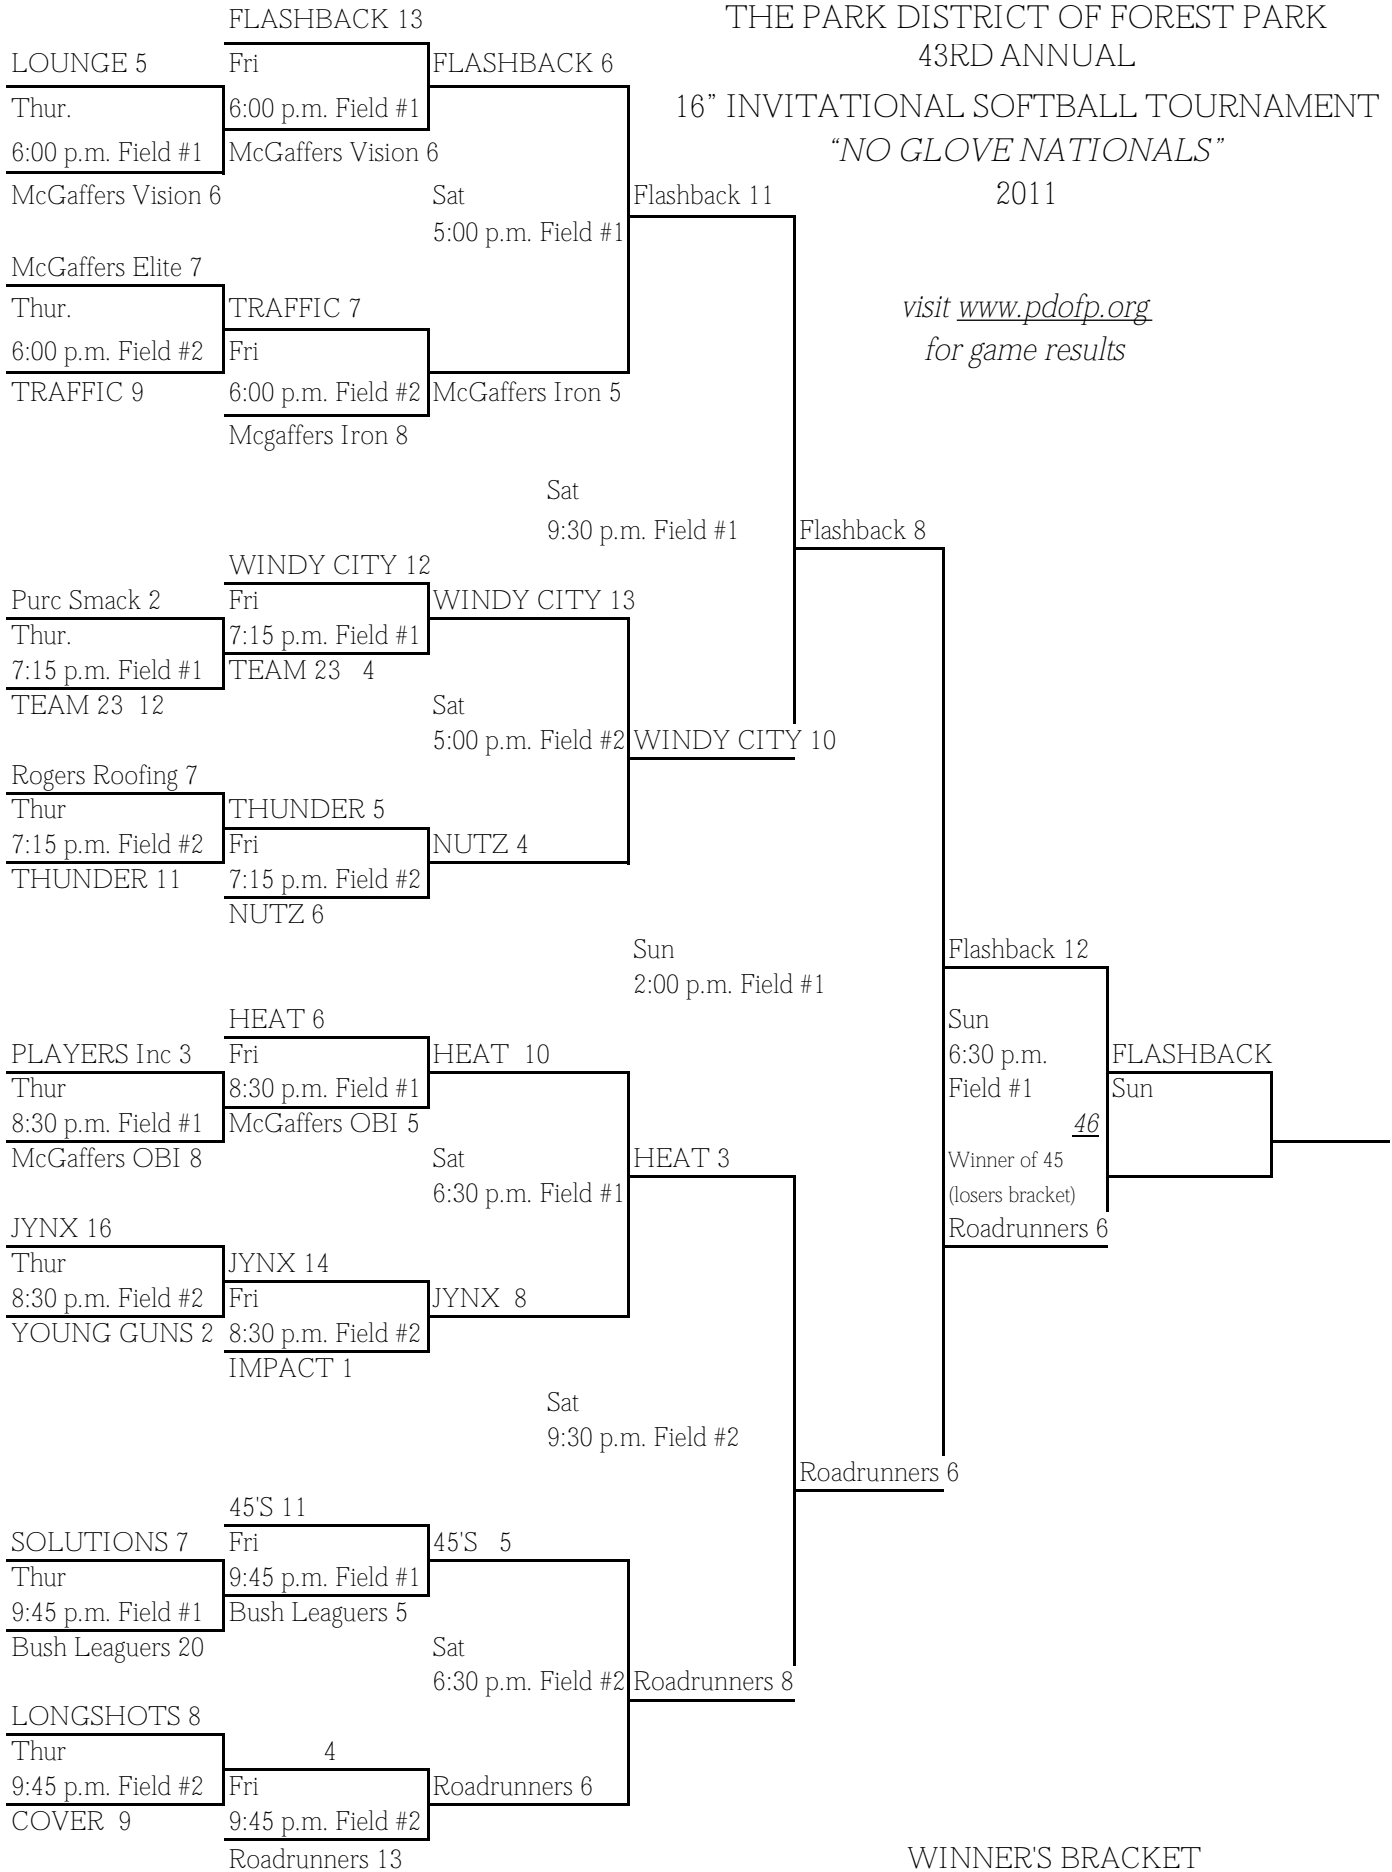 THE PARK DISTRICT OF FOREST PARK
43RD ANNUAL
16” INVITATIONAL SOFTBALL TOURNAMENT
“NO GLOVE NATIONALS”
2011
visit www.pdofp.org
for game results
FLASHBACK 13
LOUNGE 5
Fri
FLASHBACK 6
Thur.
6:00 p.m. Field #1
6:00 p.m. Field #1
McGaffers Vision 6
McGaffers Vision 6
Sat
Flashback 11
5:00 p.m. Field #1
McGaffers Elite 7
Thur.
TRAFFIC 7
6:00 p.m. Field #2
Fri
TRAFFIC 9
6:00 p.m. Field #2
McGaffers Iron 5
Mcgaffers Iron 8
Sat
9:30 p.m. Field #1
Flashback 8
WINDY CITY 12
Purc Smack 2
Fri
WINDY CITY 13
Thur.
7:15 p.m. Field #1
7:15 p.m. Field #1
TEAM 23 4
TEAM 23 12
Sat
5:00 p.m. Field #2
WINDY CITY 10
Rogers Roofing 7
Thur
THUNDER 5
7:15 p.m. Field #2
Fri
NUTZ 4
THUNDER 11
7:15 p.m. Field #2
NUTZ 6
Sun
Flashback 12
2:00 p.m. Field #1
HEAT 6
Sun
PLAYERS Inc 3
Fri
HEAT 10
6:30 p.m.
FLASHBACK
Thur
8:30 p.m. Field #1
Field #1
Sun
8:30 p.m. Field #1
McGaffers OBI 5
46
McGaffers OBI 8
Sat
HEAT 3
Winner of 45
6:30 p.m. Field #1
(losers bracket)
JYNX 16
Roadrunners 6
Thur
JYNX 14
8:30 p.m. Field #2
Fri
JYNX 8
YOUNG GUNS 2
8:30 p.m. Field #2
IMPACT 1
Sat
9:30 p.m. Field #2
Roadrunners 6
45'S 11
SOLUTIONS 7
Fri
45'S 5
Thur
9:45 p.m. Field #1
9:45 p.m. Field #1
Bush Leaguers 5
Bush Leaguers 20
Sat
6:30 p.m. Field #2
Roadrunners 8
LONGSHOTS 8
Thur
4
9:45 p.m. Field #2
Fri
Roadrunners 6
COVER 9
9:45 p.m. Field #2
Roadrunners 13
WINNER'S BRACKET